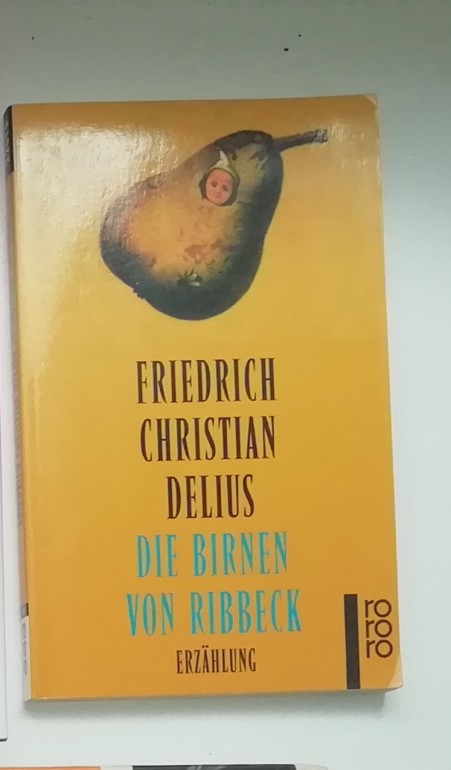 FRIEDRICH
CHRISTIAN
DELIUS
DIE BIRNEN
VON RIBBECK
ERZÄHLUNG
ro
ro
ro